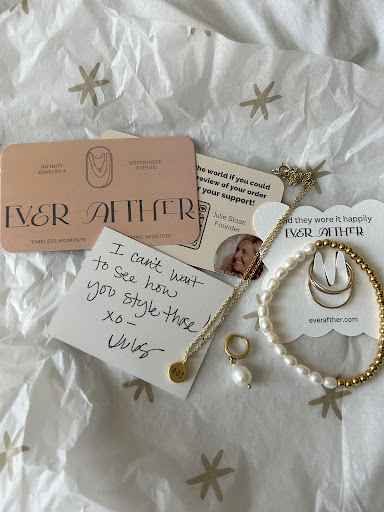 INFINITY
JEWELRY &
SISTERHOOD
EVENTS
EVER AFTHER
TIMELESS MOMENTS
the world if you could
review of your order
your support!
Julie Sloan
Founder
I can't wait
to see how
you style these!
xo-
Jules
and they wore it happily
EVER AFTHER
everafther.com